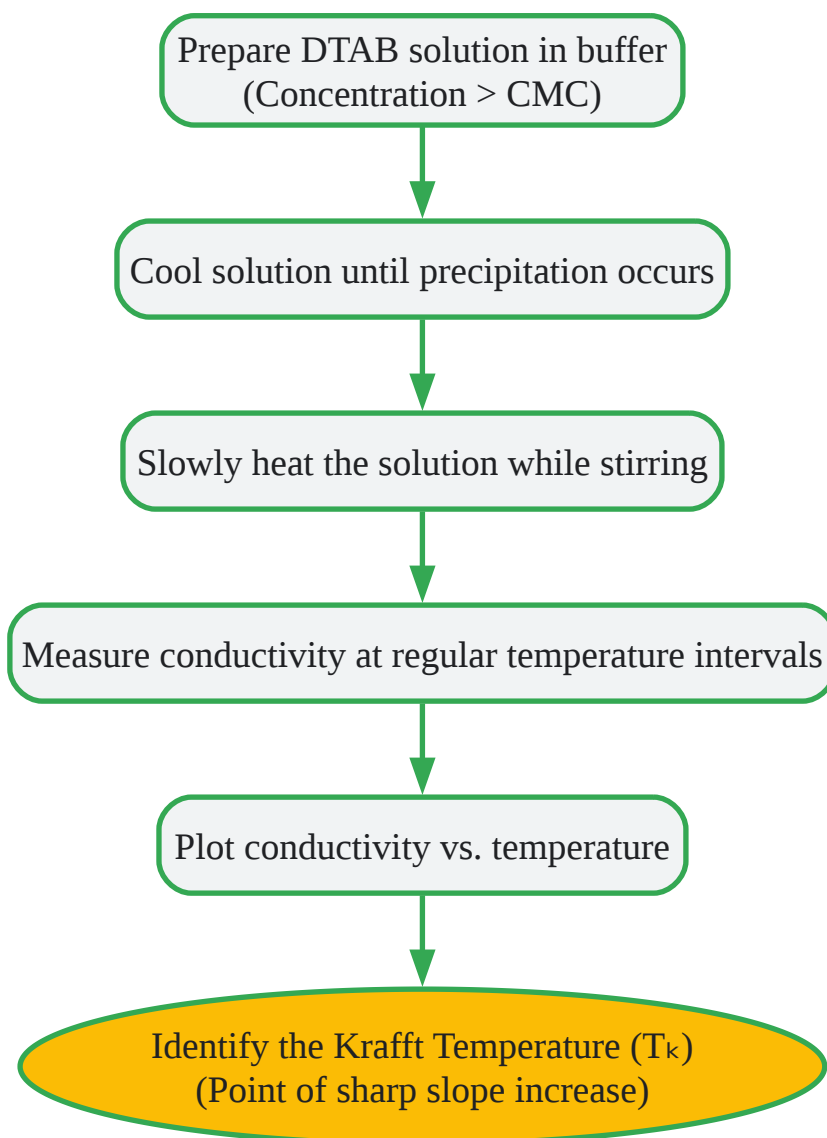 Prepare DTAB solution in buffer
(Concentration > CMC)
Cool solution until precipitation occurs
Slowly heat the solution while stirring
Measure conductivity at regular temperature intervals
Plot conductivity vs. temperature
Identify the Krafft Temperature (Tₖ)
(Point of sharp slope increase)